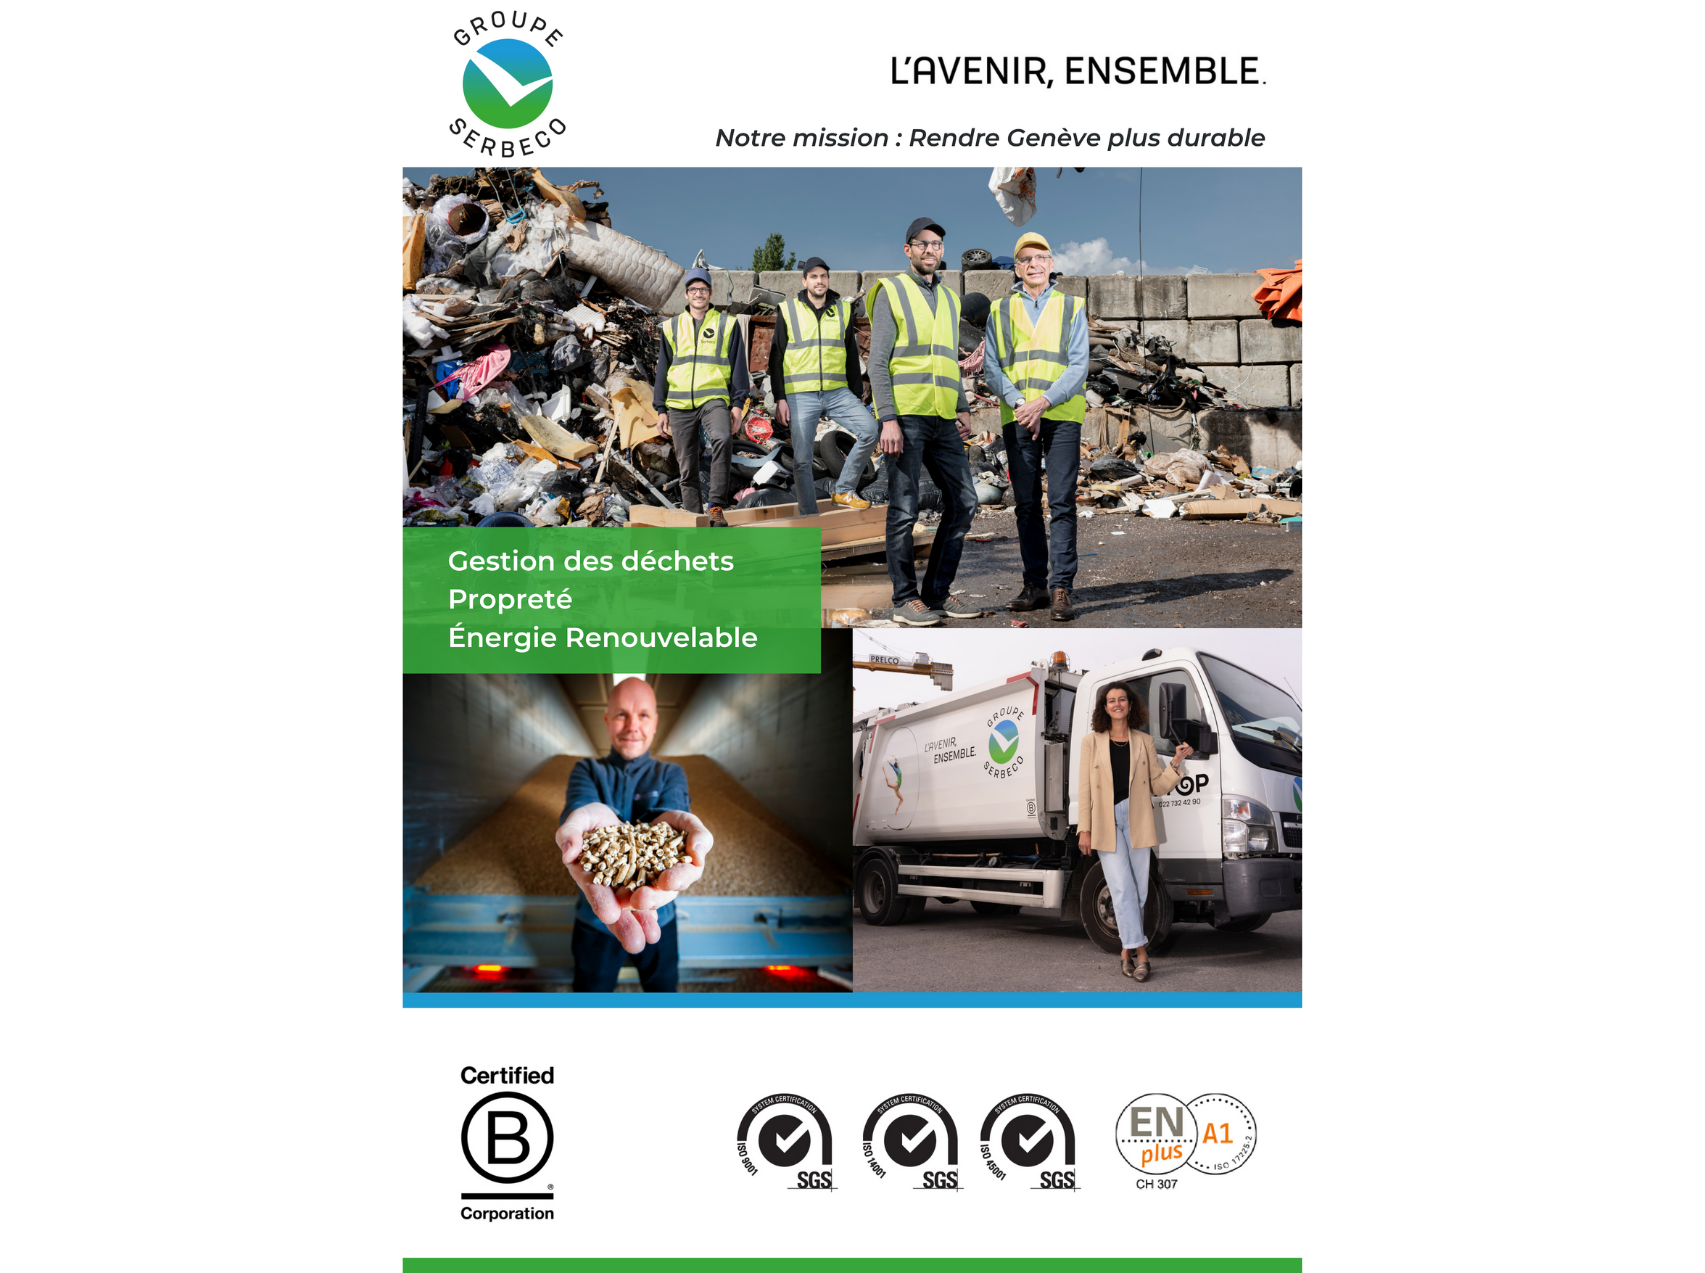 GROUPE
SERBECO
L'AVENIR, ENSEMBLE.
Notre mission : Rendre Genève plus durable
Gestion des déchets
Propreté
Énergie Renouvelable
PRELCO
L'AVENIR,
ENSEMBLE.
GROUPE
SERBECO
OP
022 732 42 90
Certified
B
®
Corporation
SYSTEM CERTIFICATION
ISO 9001
SGS
SYSTEM CERTIFICATION
ISO 14001
SGS
SYSTEM CERTIFICATION
ISO 45001
SGS
EN
plus
A1
ISO 17225-2
CH 307